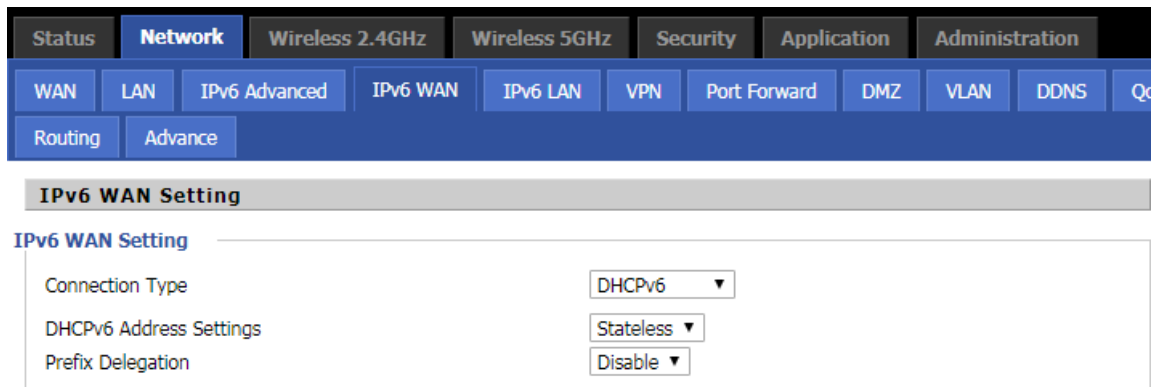 Status Network Wireless 2.4GHz Wireless 5GHz Security Application Administration
WAN LAN IPv6 Advanced IPv6 WAN IPv6 LAN VPN Port Forward DMZ VLAN DDNS
Routing Advance
IPv6 WAN Setting
IPv6 WAN Setting
Connection Type DHCPv6
DHCPv6 Address Settings Stateless
Prefix Delegation Disable